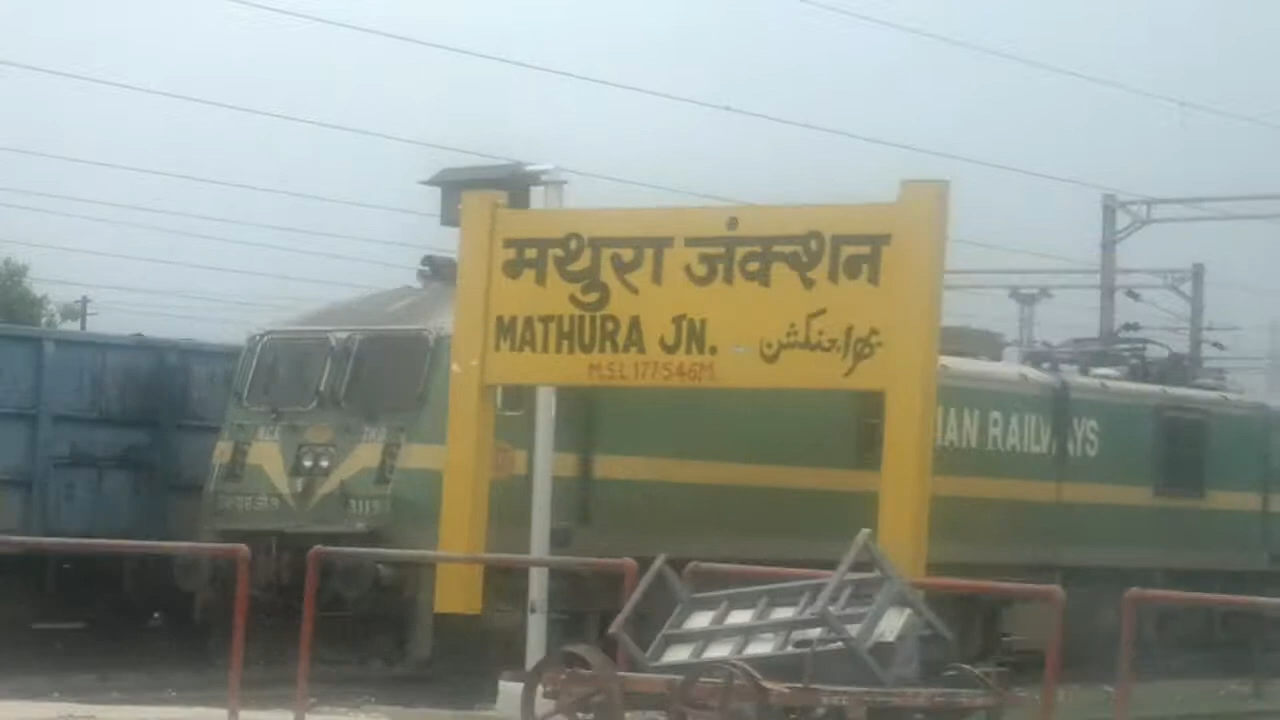 मथुरा जंक्शन
MATHURA JN. متھرا جنکشن
M.S.L 177.546M.
IAN RAILWAYS